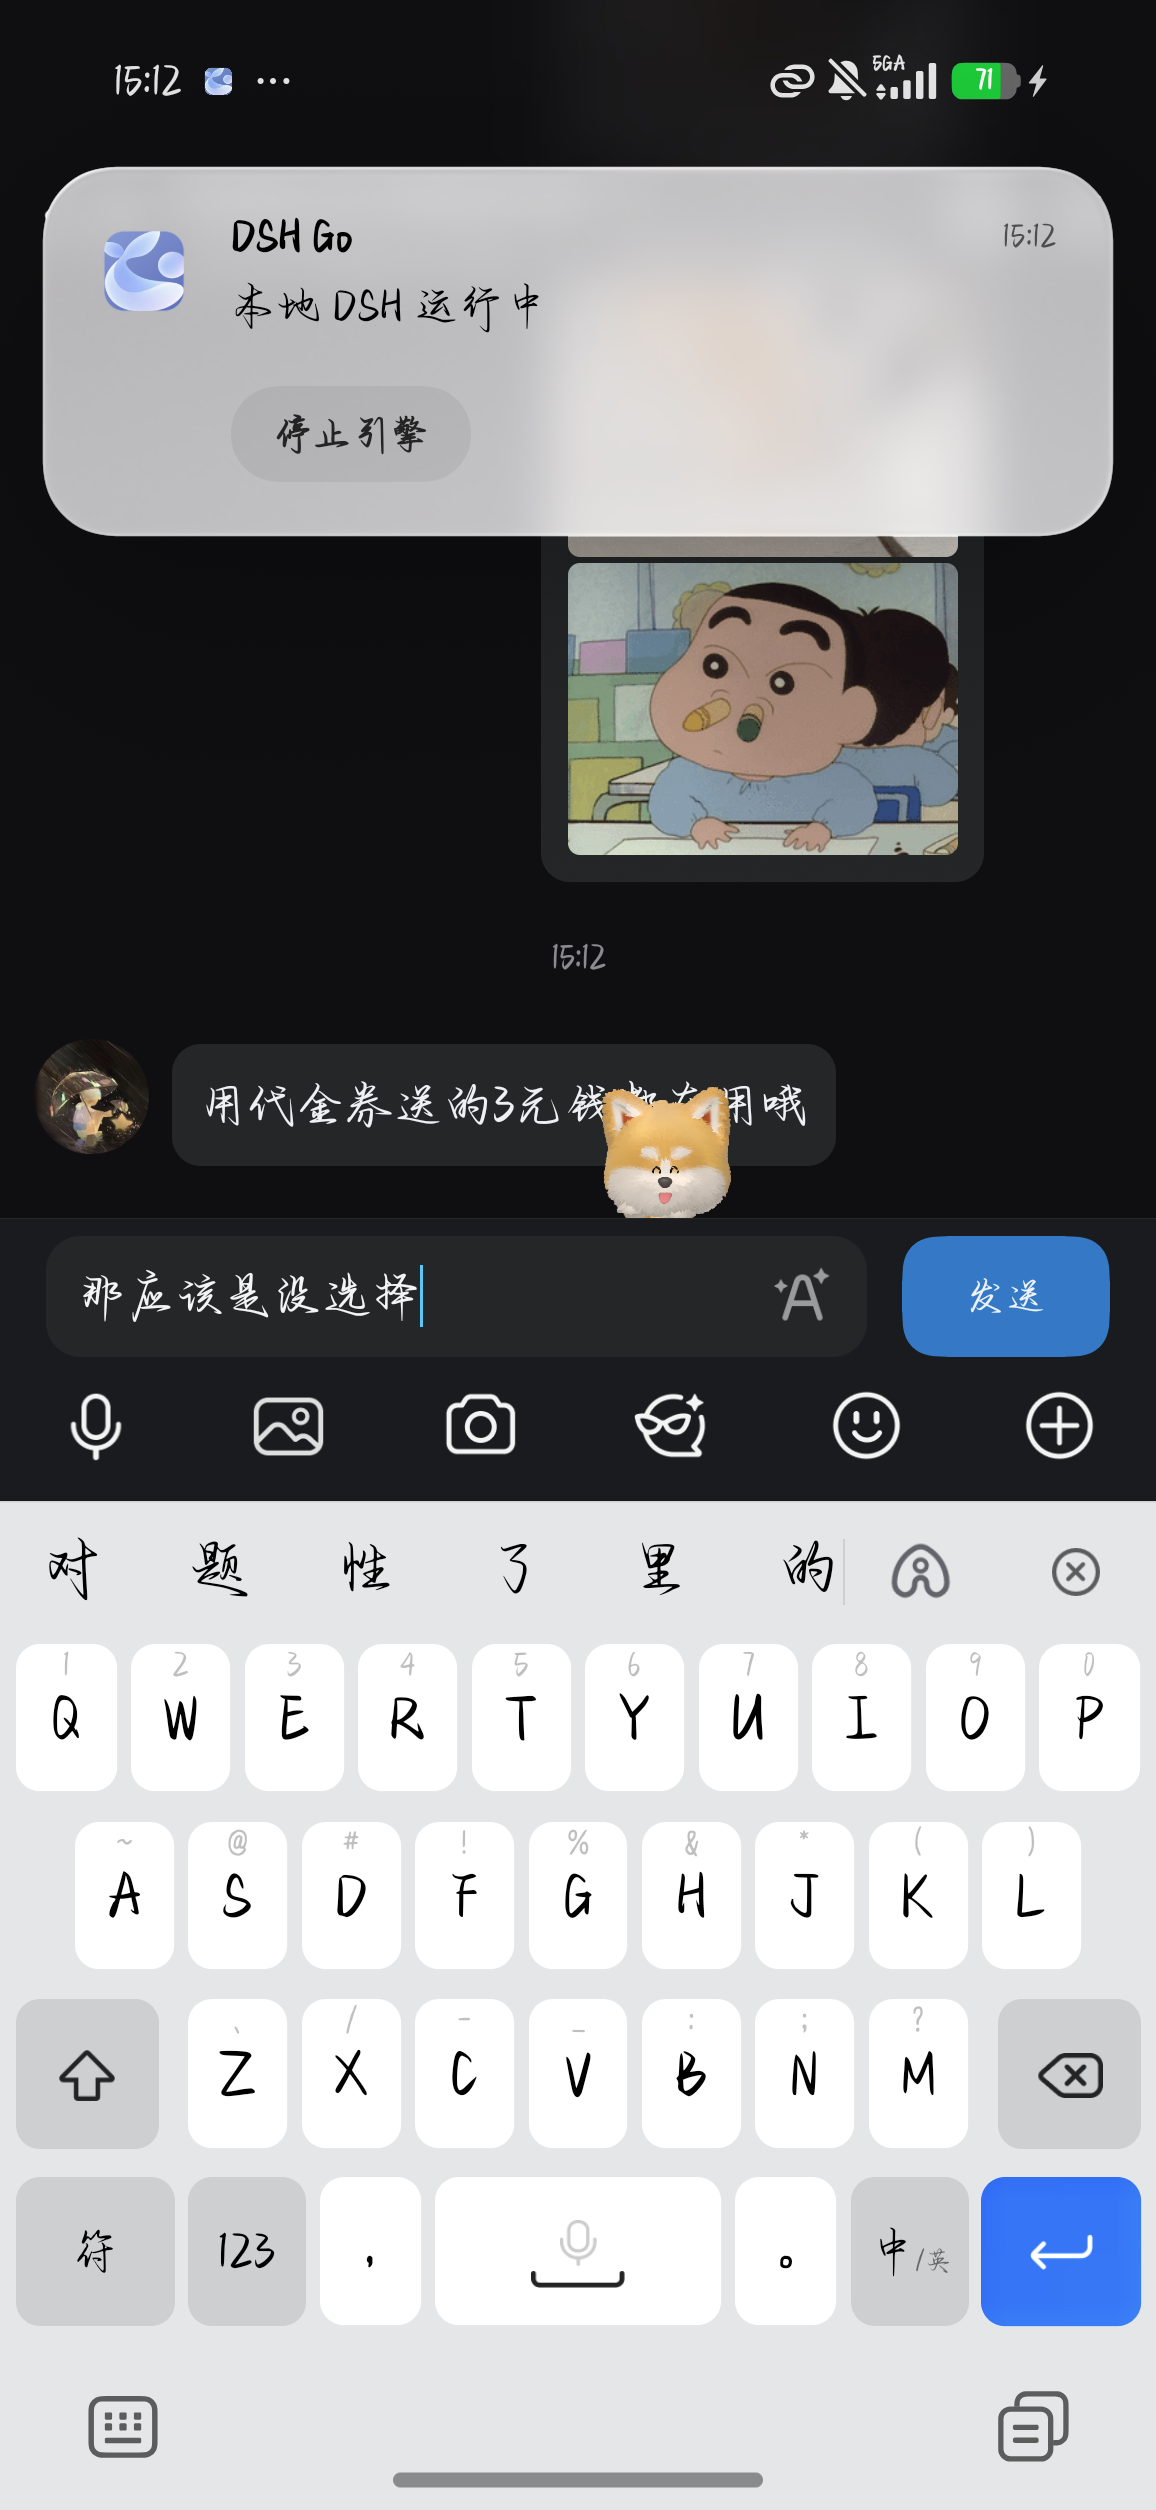 15:12 ... 5GA 71
DSH Go 15:12
本地 DSH 运行中
停止引擎
15:12
用代金券送的3元钱 用哦
那应该是没选择
发送
对 题 性 了 里 的
1 2 3 4 5 6 7 8 9 0
Q W E R T Y U I O P
~ @ # ! % & * ( )
A S D F G H J K L
、 / - _ : ; ?
Z X C V B N M
符 123 , 。 中/英